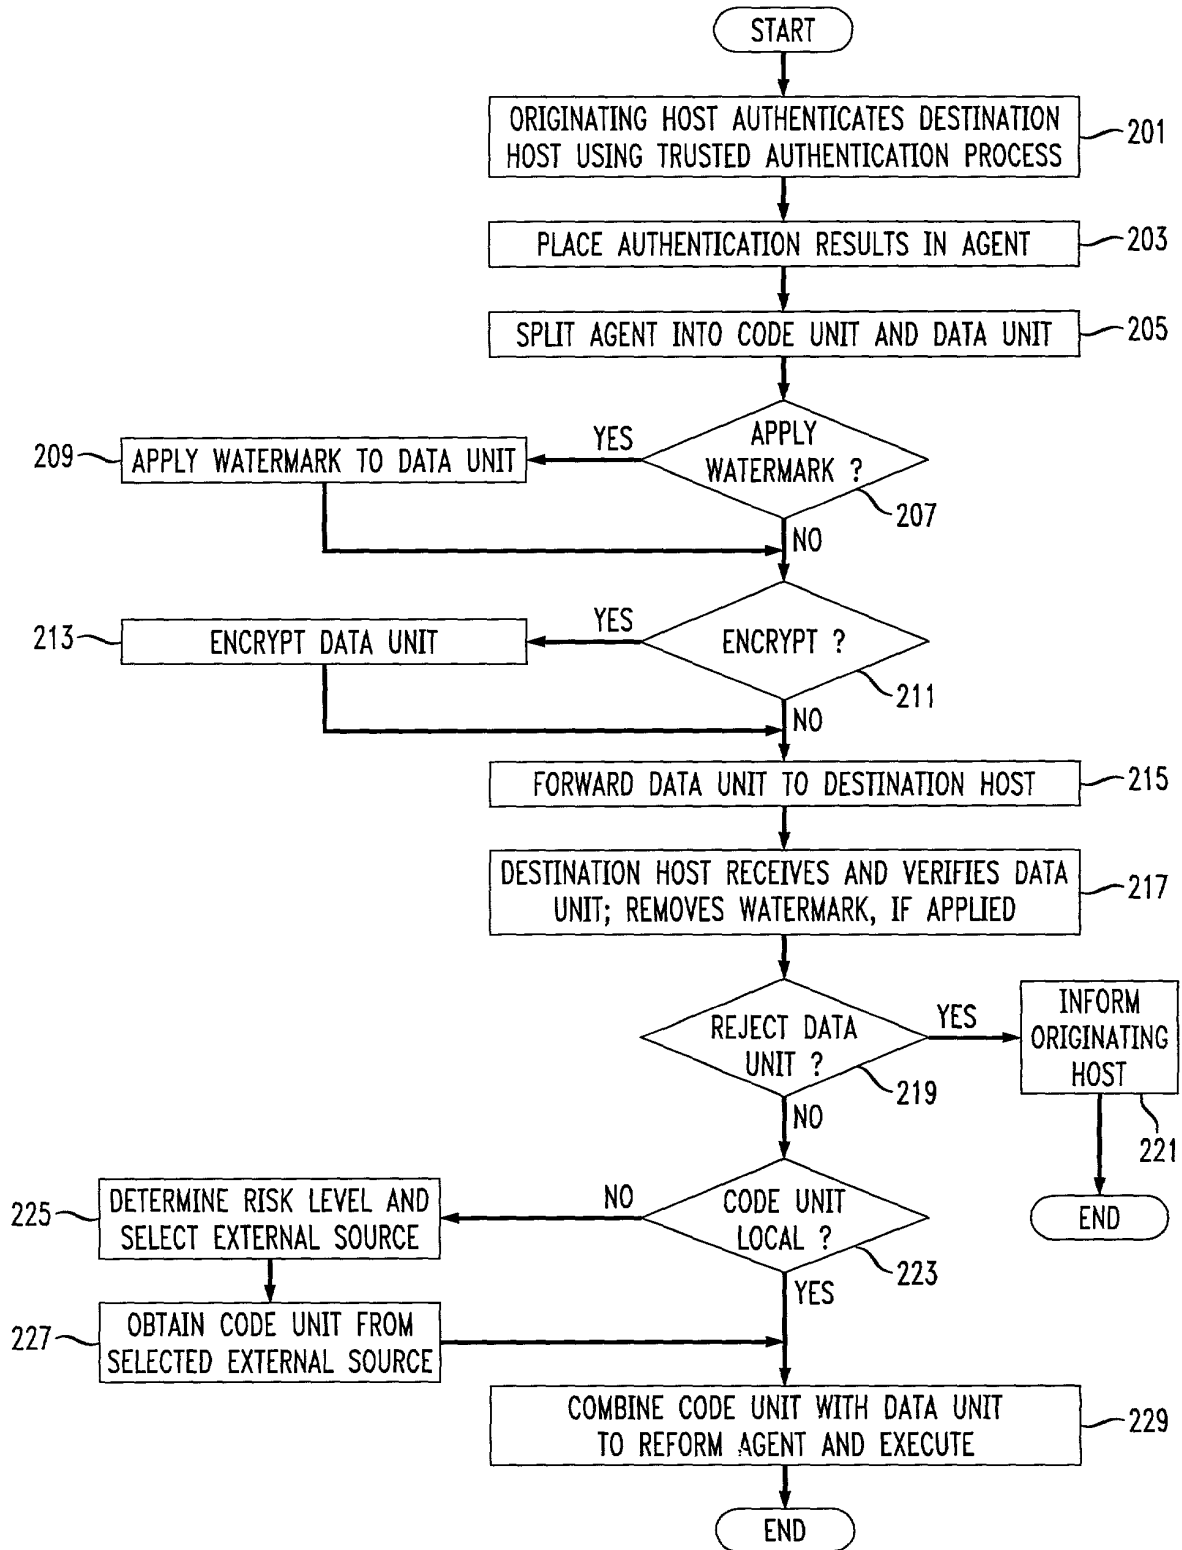 START
ORIGINATING HOST AUTHENTICATES DESTINATION
HOST USING TRUSTED AUTHENTICATION PROCESS
201
PLACE AUTHENTICATION RESULTS IN AGENT
203
SPLIT AGENT INTO CODE UNIT AND DATA UNIT
205
APPLY
WATERMARK ?
207
YES
209
APPLY WATERMARK TO DATA UNIT
NO
ENCRYPT ?
211
YES
213
ENCRYPT DATA UNIT
NO
FORWARD DATA UNIT TO DESTINATION HOST
215
DESTINATION HOST RECEIVES AND VERIFIES DATA
UNIT; REMOVES WATERMARK, IF APPLIED
217
REJECT DATA
UNIT ?
219
YES
INFORM
ORIGINATING
HOST
221
END
NO
CODE UNIT
LOCAL ?
223
NO
225
DETERMINE RISK LEVEL AND
SELECT EXTERNAL SOURCE
227
OBTAIN CODE UNIT FROM
SELECTED EXTERNAL SOURCE
YES
COMBINE CODE UNIT WITH DATA UNIT
TO REFORM AGENT AND EXECUTE
229
END